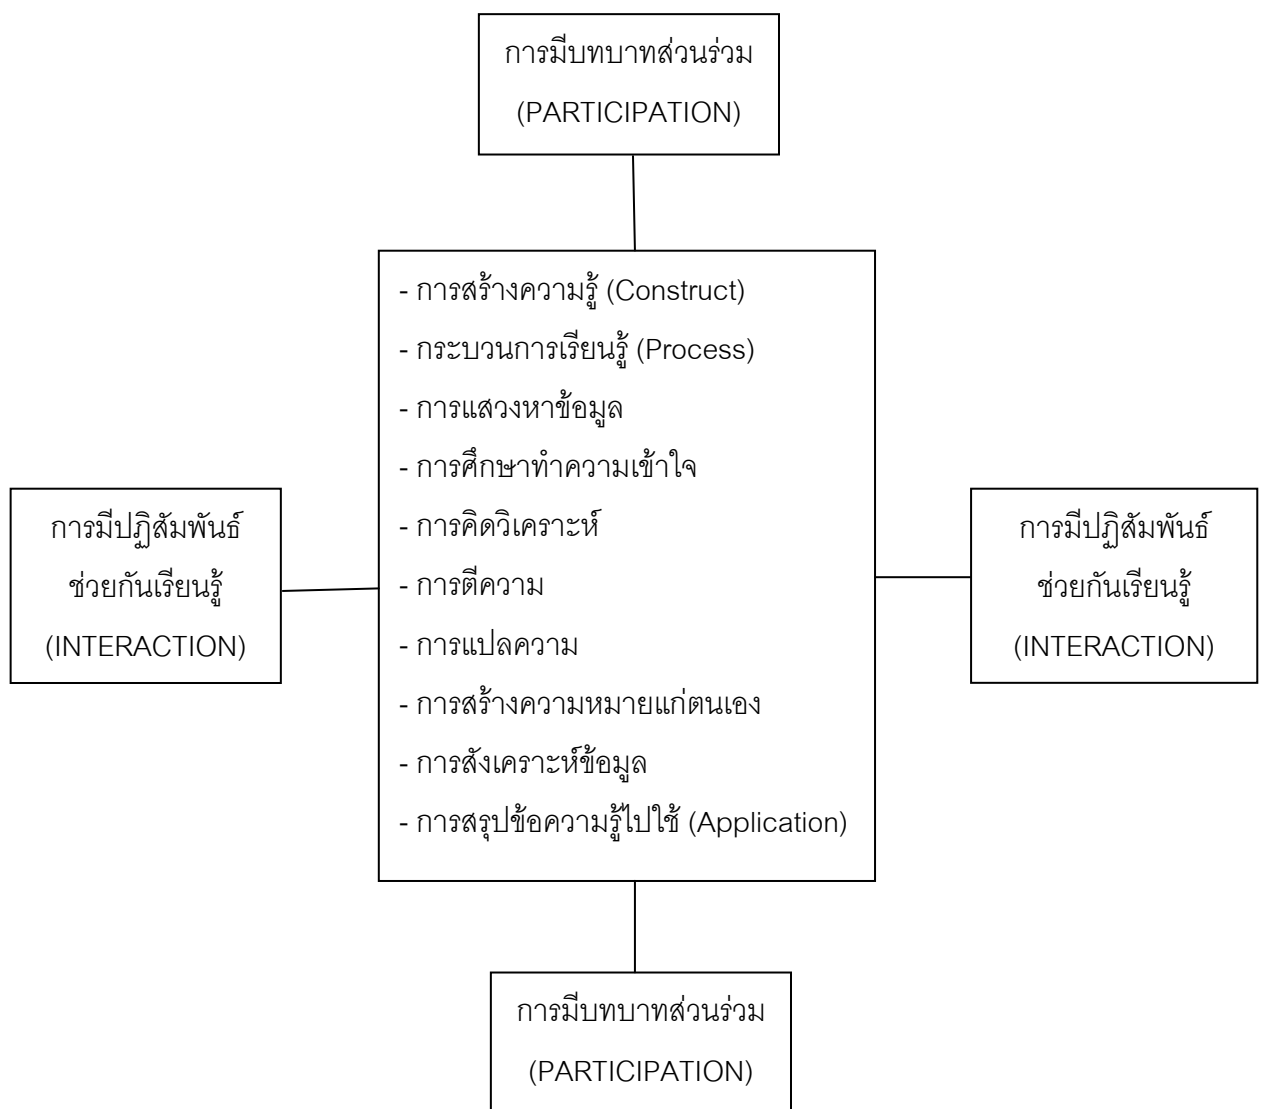 การมีบทบาทส่วนร่วม
(PARTICIPATION)
- การสร้างความรู้ (Construct)
- กระบวนการเรียนรู้ (Process)
- การแสวงหาข้อมูล
- การศึกษาทำความเข้าใจ
- การคิดวิเคราะห์
- การตีความ
- การแปลความ
- การสร้างความหมายแก่ตนเอง
- การสังเคราะห์ข้อมูล
- การสรุปข้อความรู้ไปใช้ (Application)
การมีปฏิสัมพันธ์
ช่วยกันเรียนรู้
(INTERACTION)
การมีปฏิสัมพันธ์
ช่วยกันเรียนรู้
(INTERACTION)
การมีบทบาทส่วนร่วม
(PARTICIPATION)